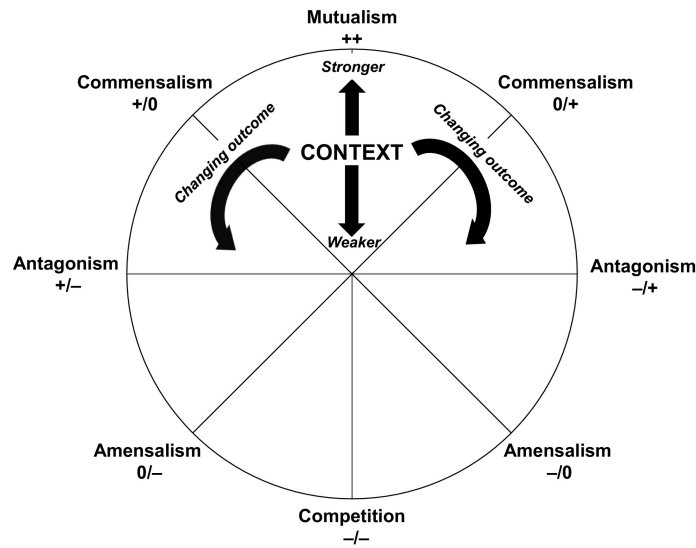 Mutualism
++
Stronger
Commensalism
+/0
Commensalism
0/+
Changing outcome
CONTEXT
Changing outcome
Weaker
Antagonism
+/–
Antagonism
–/+
Amensalism
0/–
Amensalism
–/0
Competition
–/–